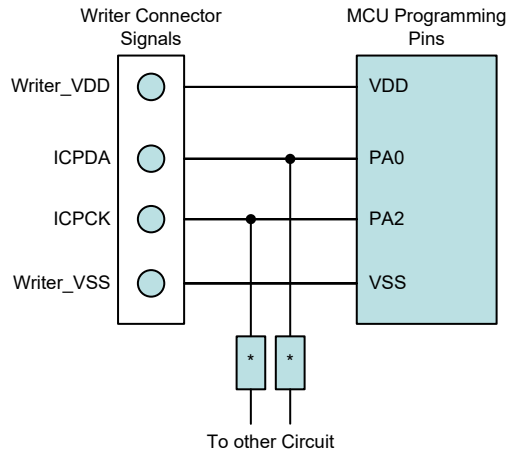 Writer Connector
Signals
MCU Programming
Pins
Writer_VDD
VDD
ICPDA
PA0
ICPCK
PA2
Writer_VSS
VSS
*
*
To other Circuit